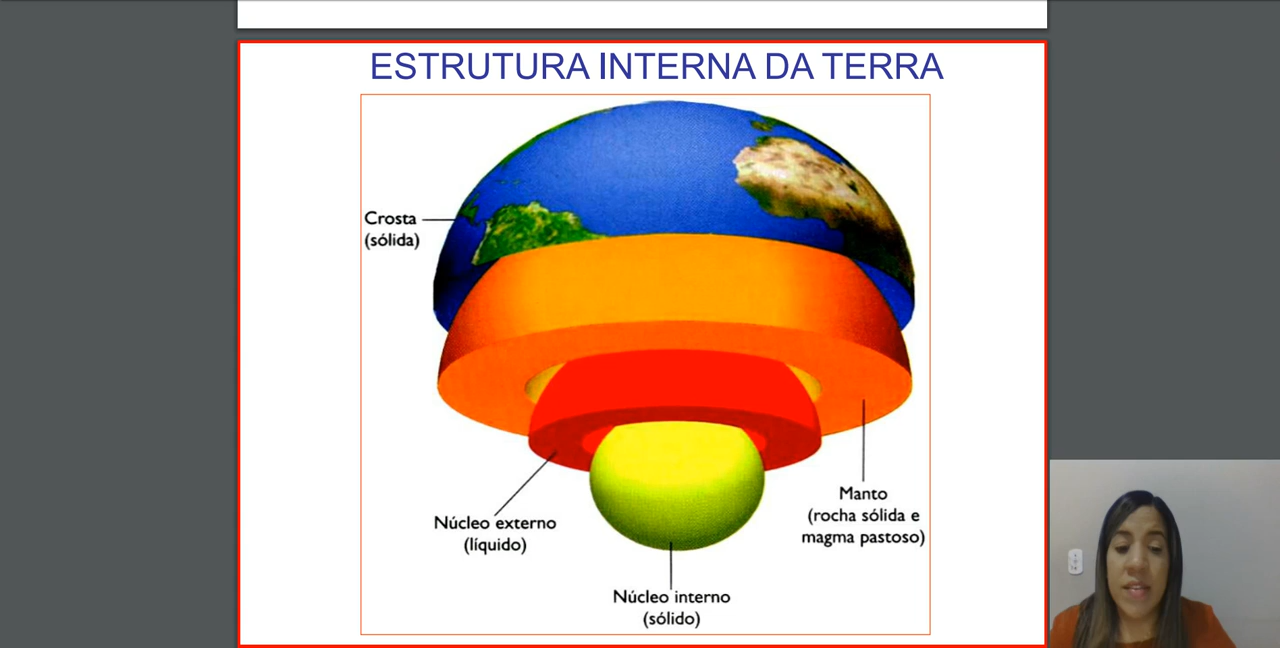 ESTRUTURA INTERNA DA TERRA
Crosta
(sólida)
Manto
(rocha sólida e
magma pastoso)
Núcleo externo
(líquido)
Núcleo interno
(sólido)